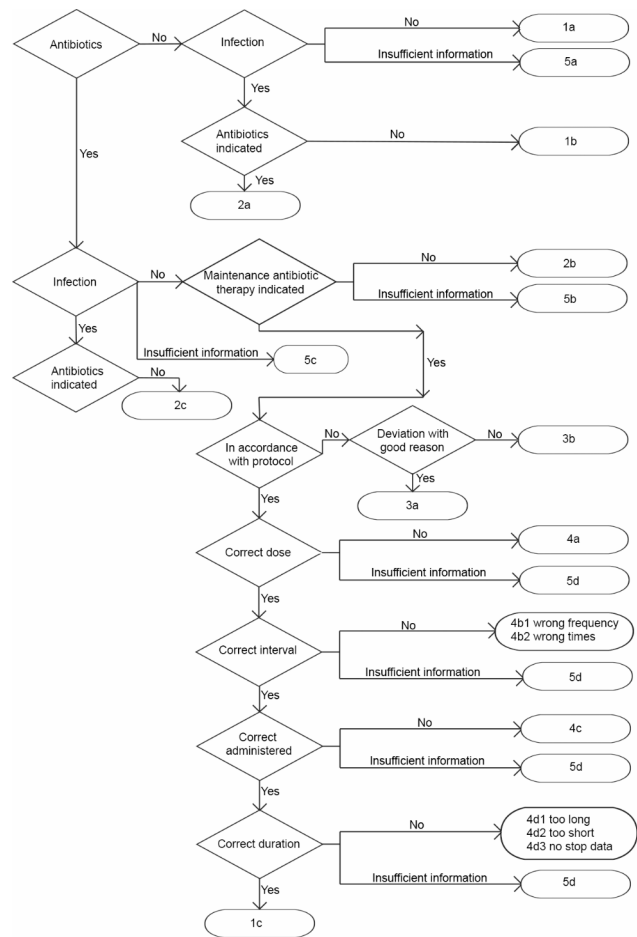 Antibiotics
No
Infection
No
1a
Insufficient information
5a
Yes
Yes
Antibiotics
indicated
No
1b
Yes
2a
Infection
No
Maintenance antibiotic
therapy indicated
No
2b
Insufficient information
5b
Yes
Insufficient information
5c
Yes
Antibiotics
indicated
No
2c
In accordance
with protocol
No
Deviation with
good reason
No
3b
Yes
3a
Yes
Correct dose
No
4a
Insufficient information
5d
Yes
Correct interval
No
4b1 wrong frequency
4b2 wrong times
Insufficient information
5d
Yes
Correct
administered
No
4c
Insufficient information
5d
Yes
Correct duration
No
4d1 too long
4d2 too short
4d3 no stop data
Insufficient information
5d
Yes
1c